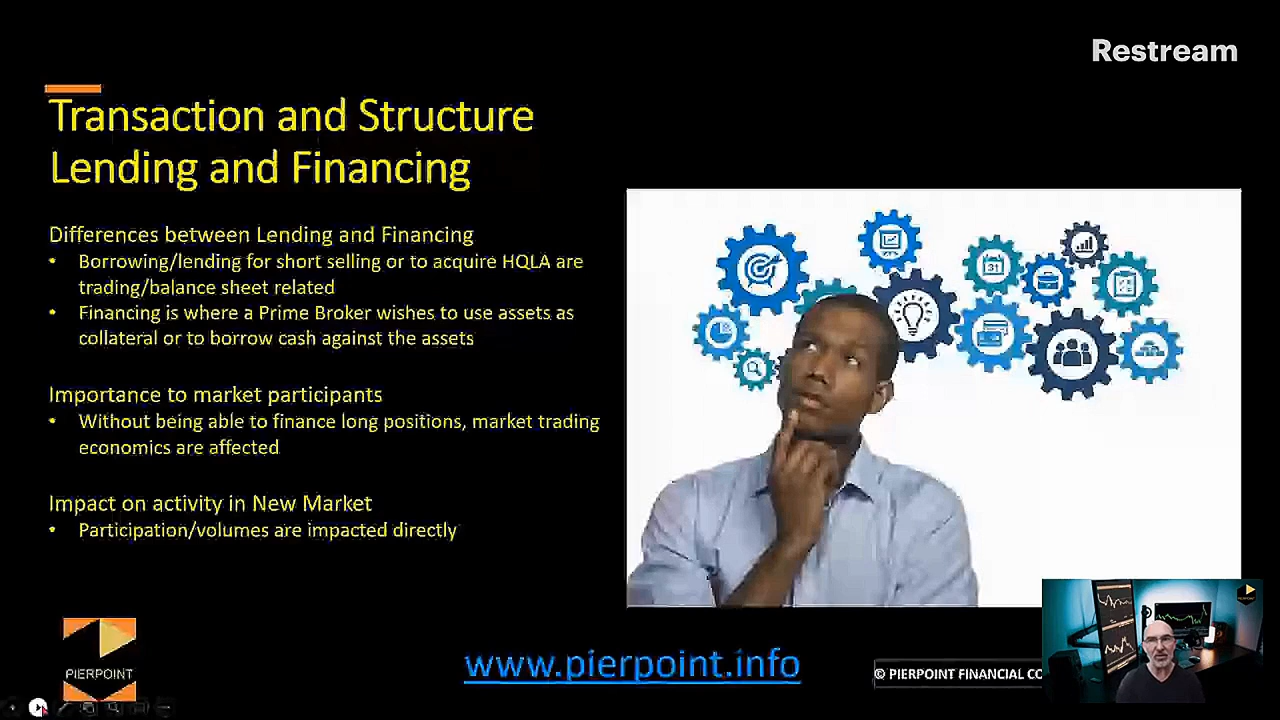 Restream
Transaction and Structure
Lending and Financing
Differences between Lending and Financing
• Borrowing/lending for short selling or to acquire HQLA are
trading/balance sheet related
• Financing is where a Prime Broker wishes to use assets as
collateral or to borrow cash against the assets
Importance to market participants
• Without being able to finance long positions, market trading
economics are affected
Impact on activity in New Market
• Participation/volumes are impacted directly
31
PIERPOINT
www.pierpoint.info
© PIERPOINT FINANCIAL CO